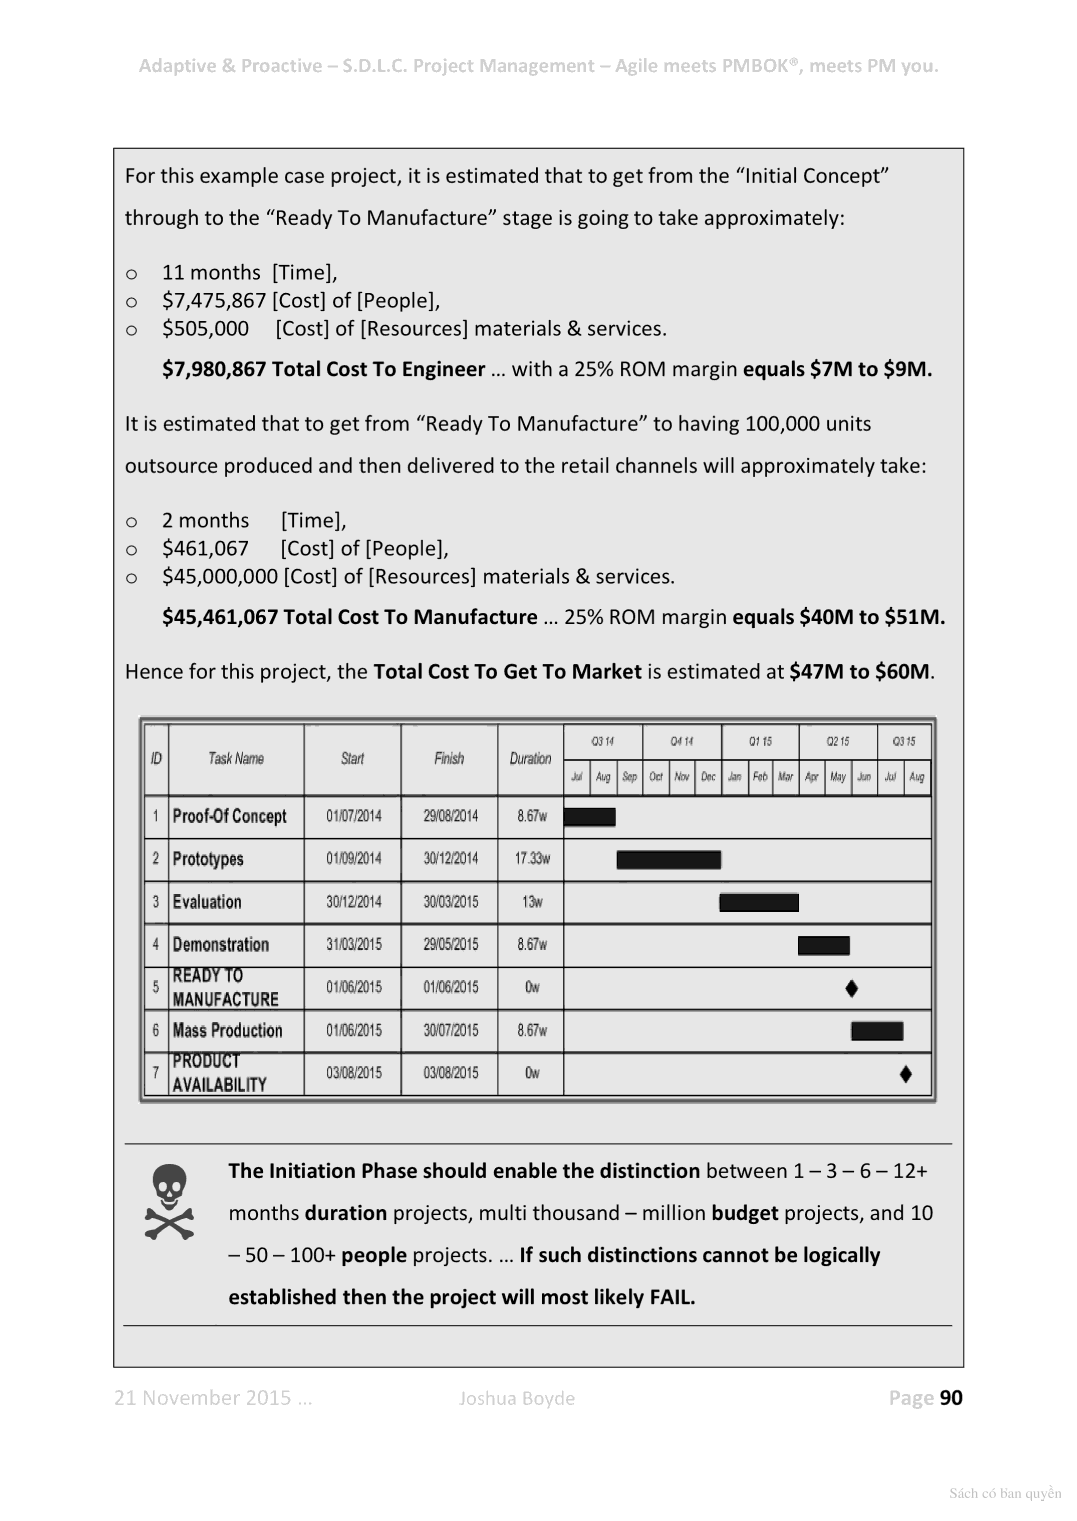 Adaptive & Proactive – S.D.L.C. Project Management – Agile meets PMBOK®, meets PM you.
For this example case project, it is estimated that to get from the “Initial Concept”
through to the “Ready To Manufacture” stage is going to take approximately:
o 11 months [Time],
o $7,475,867 [Cost] of [People],
o $505,000 [Cost] of [Resources] materials & services.
$7,980,867 Total Cost To Engineer ... with a 25% ROM margin equals $7M to $9M.
It is estimated that to get from “Ready To Manufacture” to having 100,000 units
outsource produced and then delivered to the retail channels will approximately take:
o 2 months [Time],
o $461,067 [Cost] of [People],
o $45,000,000 [Cost] of [Resources] materials & services.
$45,461,067 Total Cost To Manufacture ... 25% ROM margin equals $40M to $51M.
Hence for this project, the Total Cost To Get To Market is estimated at $47M to $60M.
ID Task Name Start Finish Duration Q3 14 Q4 14 Q1 15 Q2 15 Q3 15
Jul Aug Sep Oct Nov Dec Jan Feb Mar Apr May Jun Jul Aug
1 Proof-Of Concept 01/07/2014 29/08/2014 8.67w
2 Prototypes 01/09/2014 30/12/2014 17.33w
3 Evaluation 30/12/2014 30/03/2015 13w
4 Demonstration 31/03/2015 29/05/2015 8.67w
5 READY TO
MANUFACTURE 01/06/2015 01/06/2015 0w
6 Mass Production 01/06/2015 30/07/2015 8.67w
7 PRODUCT
AVAILABILITY 03/08/2015 03/08/2015 0w
The Initiation Phase should enable the distinction between 1 – 3 – 6 – 12+
months duration projects, multi thousand – million budget projects, and 10
– 50 – 100+ people projects. ... If such distinctions cannot be logically
established then the project will most likely FAIL.
21 November 2015 ... Joshua Boyde Page 90
Sách có bản quyền